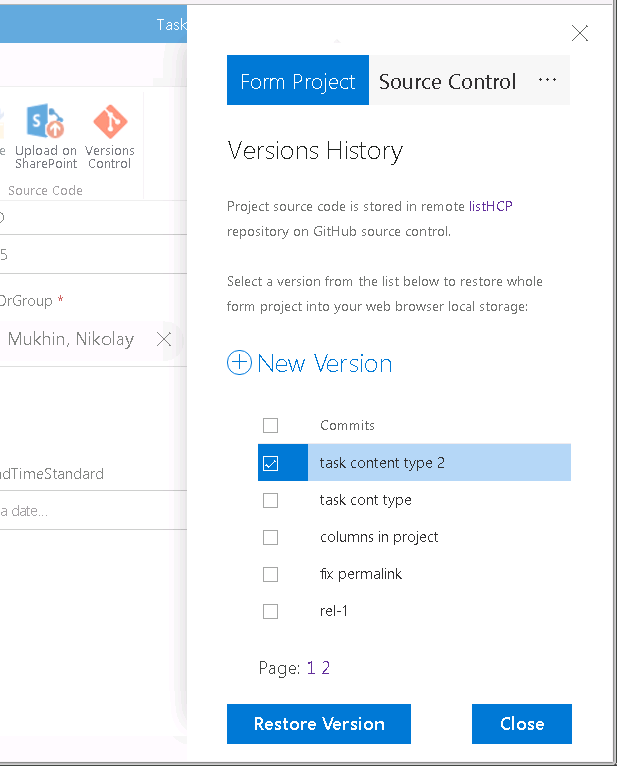 Task
Form Project
Source Control
...
Versions History
Upload on
SharePoint
Versions
Control
Source Code
Project source code is stored in remote listHCP
repository on GitHub source control.
5
Select a version from the list below to restore whole
form project into your web browser local storage:
OrGroup *
Mukhin, Nikolay
New Version
Commits
task content type 2
ndTimeStandard
task cont type
a date...
columns in project
fix permalink
rel-1
Page: 1 2
Restore Version
Close